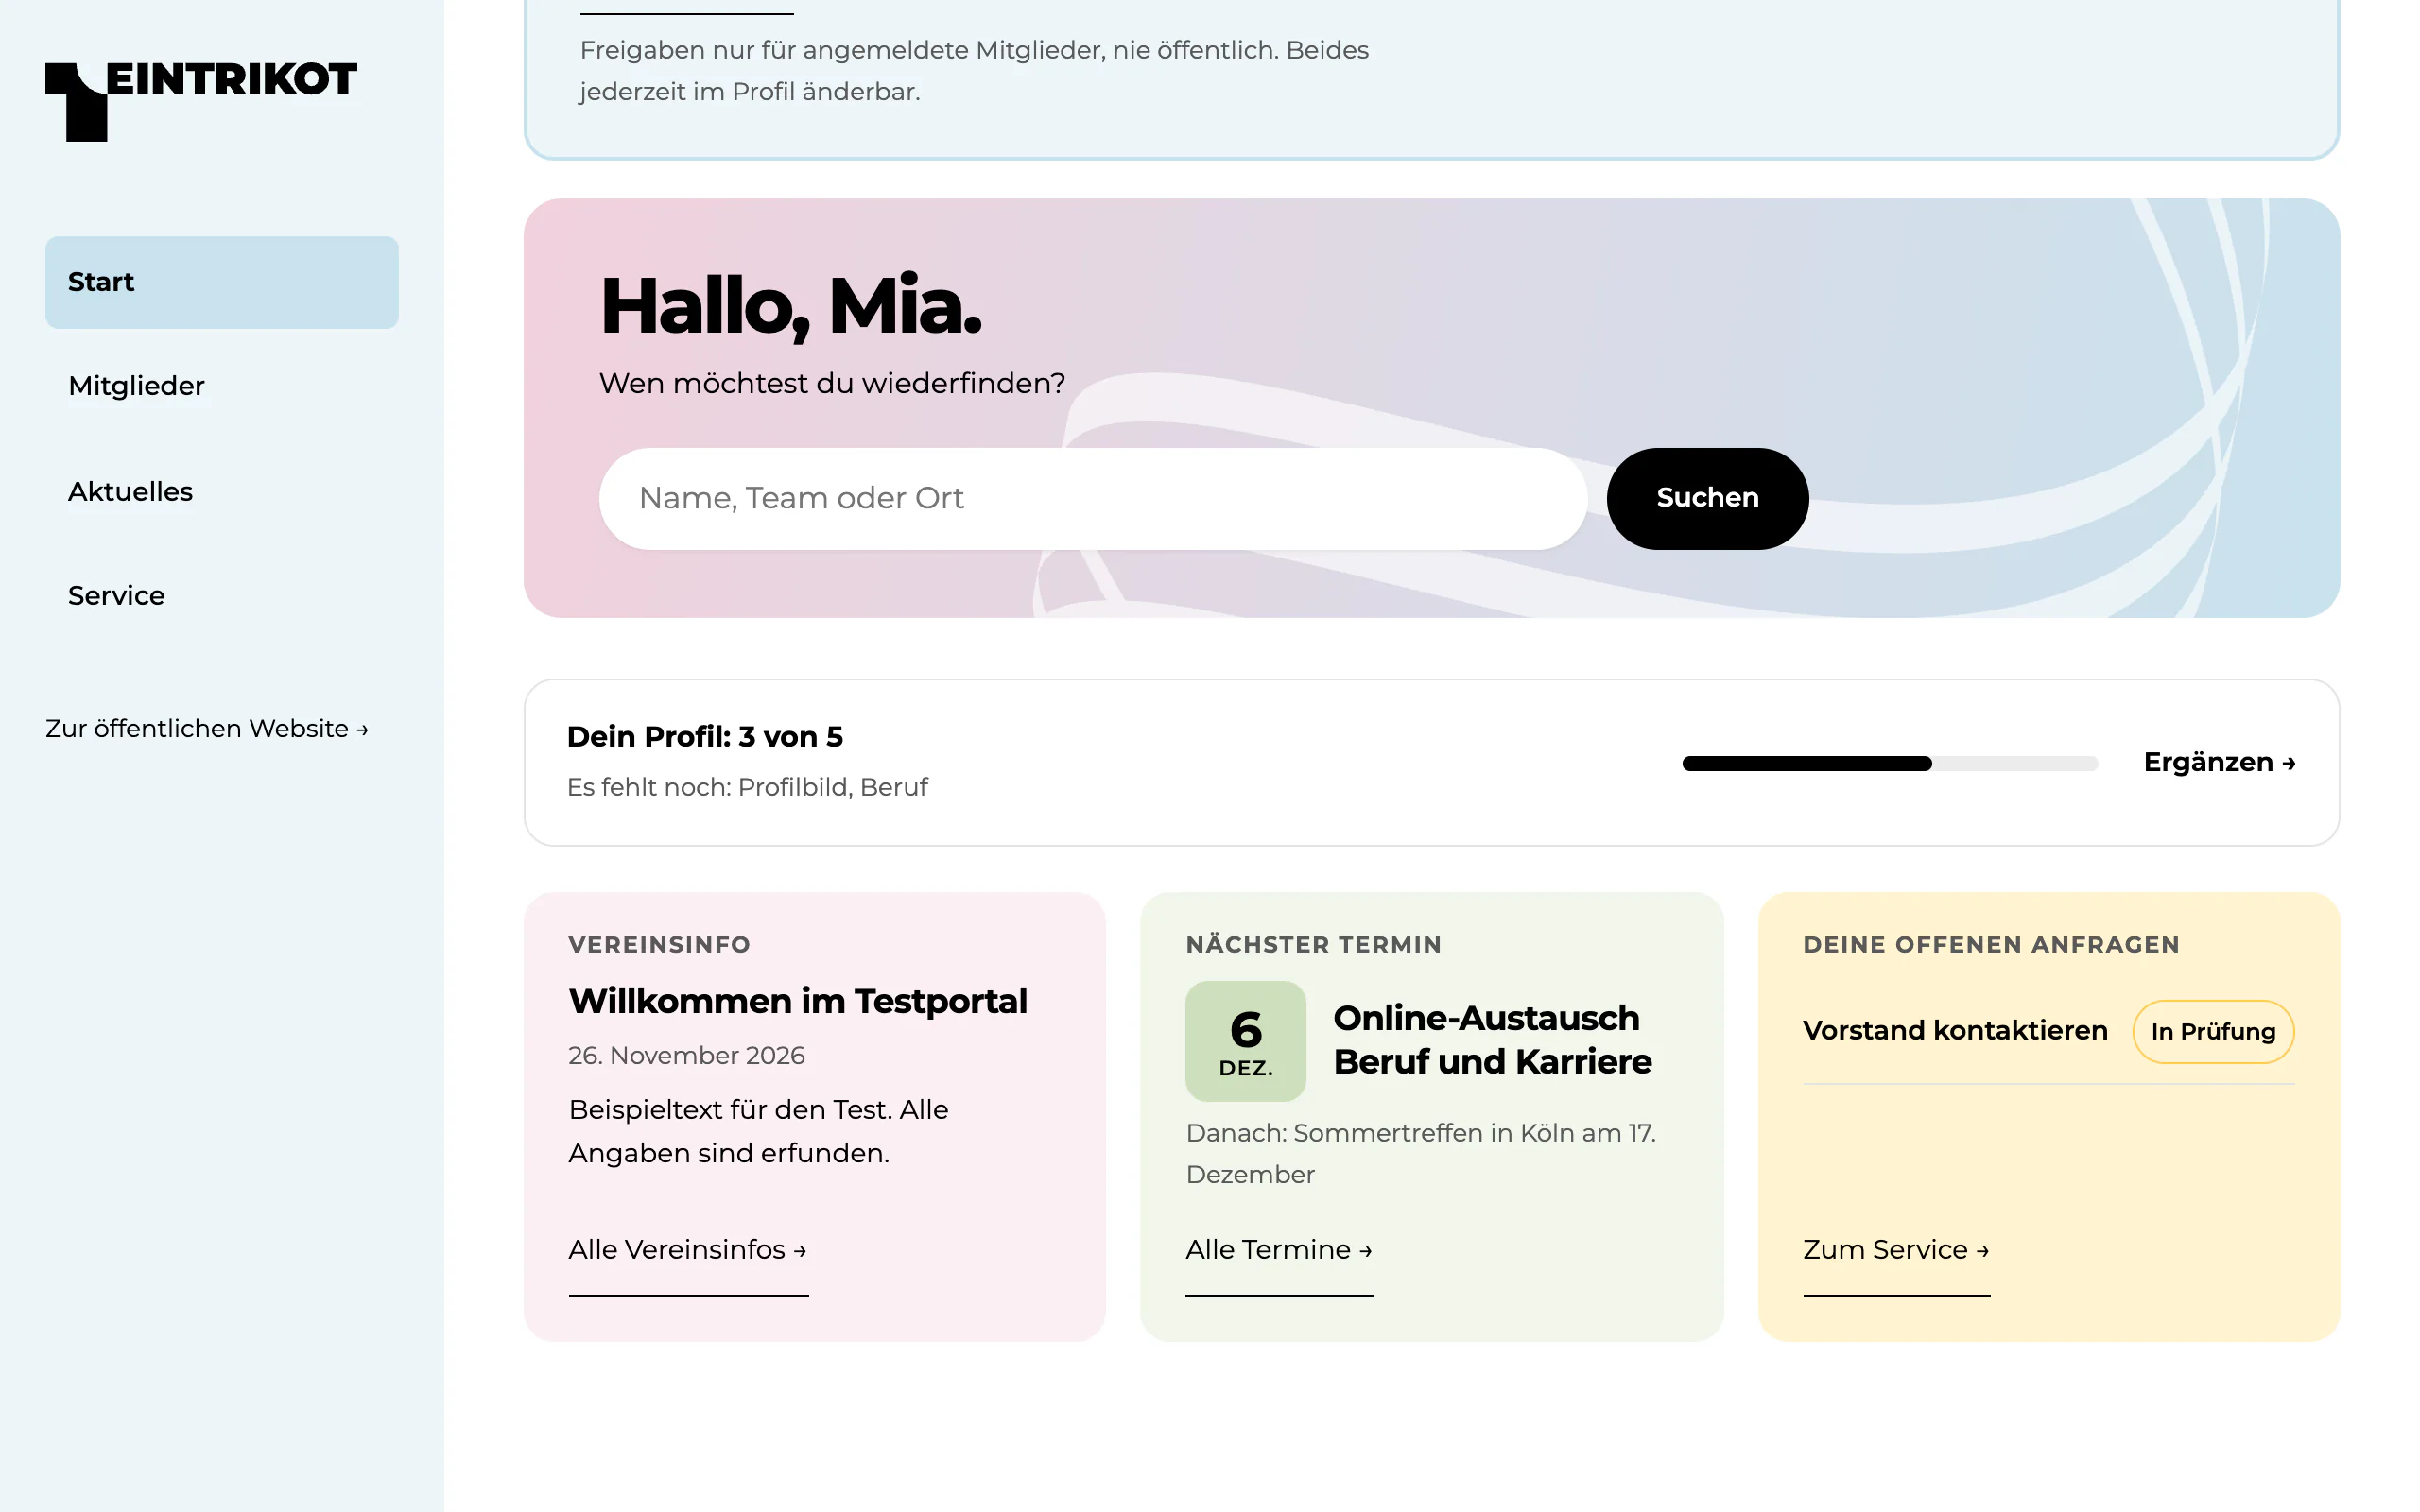 EINTRIKOT
Start
Mitglieder
Aktuelles
Service
Zur öffentlichen Website →
Freigaben nur für angemeldete Mitglieder, nie öffentlich. Beides
jederzeit im Profil änderbar.
Hallo, Mia.
Wen möchtest du wiederfinden?
Name, Team oder Ort
Suchen
Dein Profil: 3 von 5
Es fehlt noch: Profilbild, Beruf
Ergänzen →
VEREINSINFO
Willkommen im Testportal
26. November 2026
Beispieltext für den Test. Alle
Angaben sind erfunden.
Alle Vereinsinfos →
NÄCHSTER TERMIN
6
DEZ.
Online-Austausch
Beruf und Karriere
Danach: Sommertreffen in Köln am 17.
Dezember
Alle Termine →
DEINE OFFENEN ANFRAGEN
Vorstand kontaktieren
In Prüfung
Zum Service →